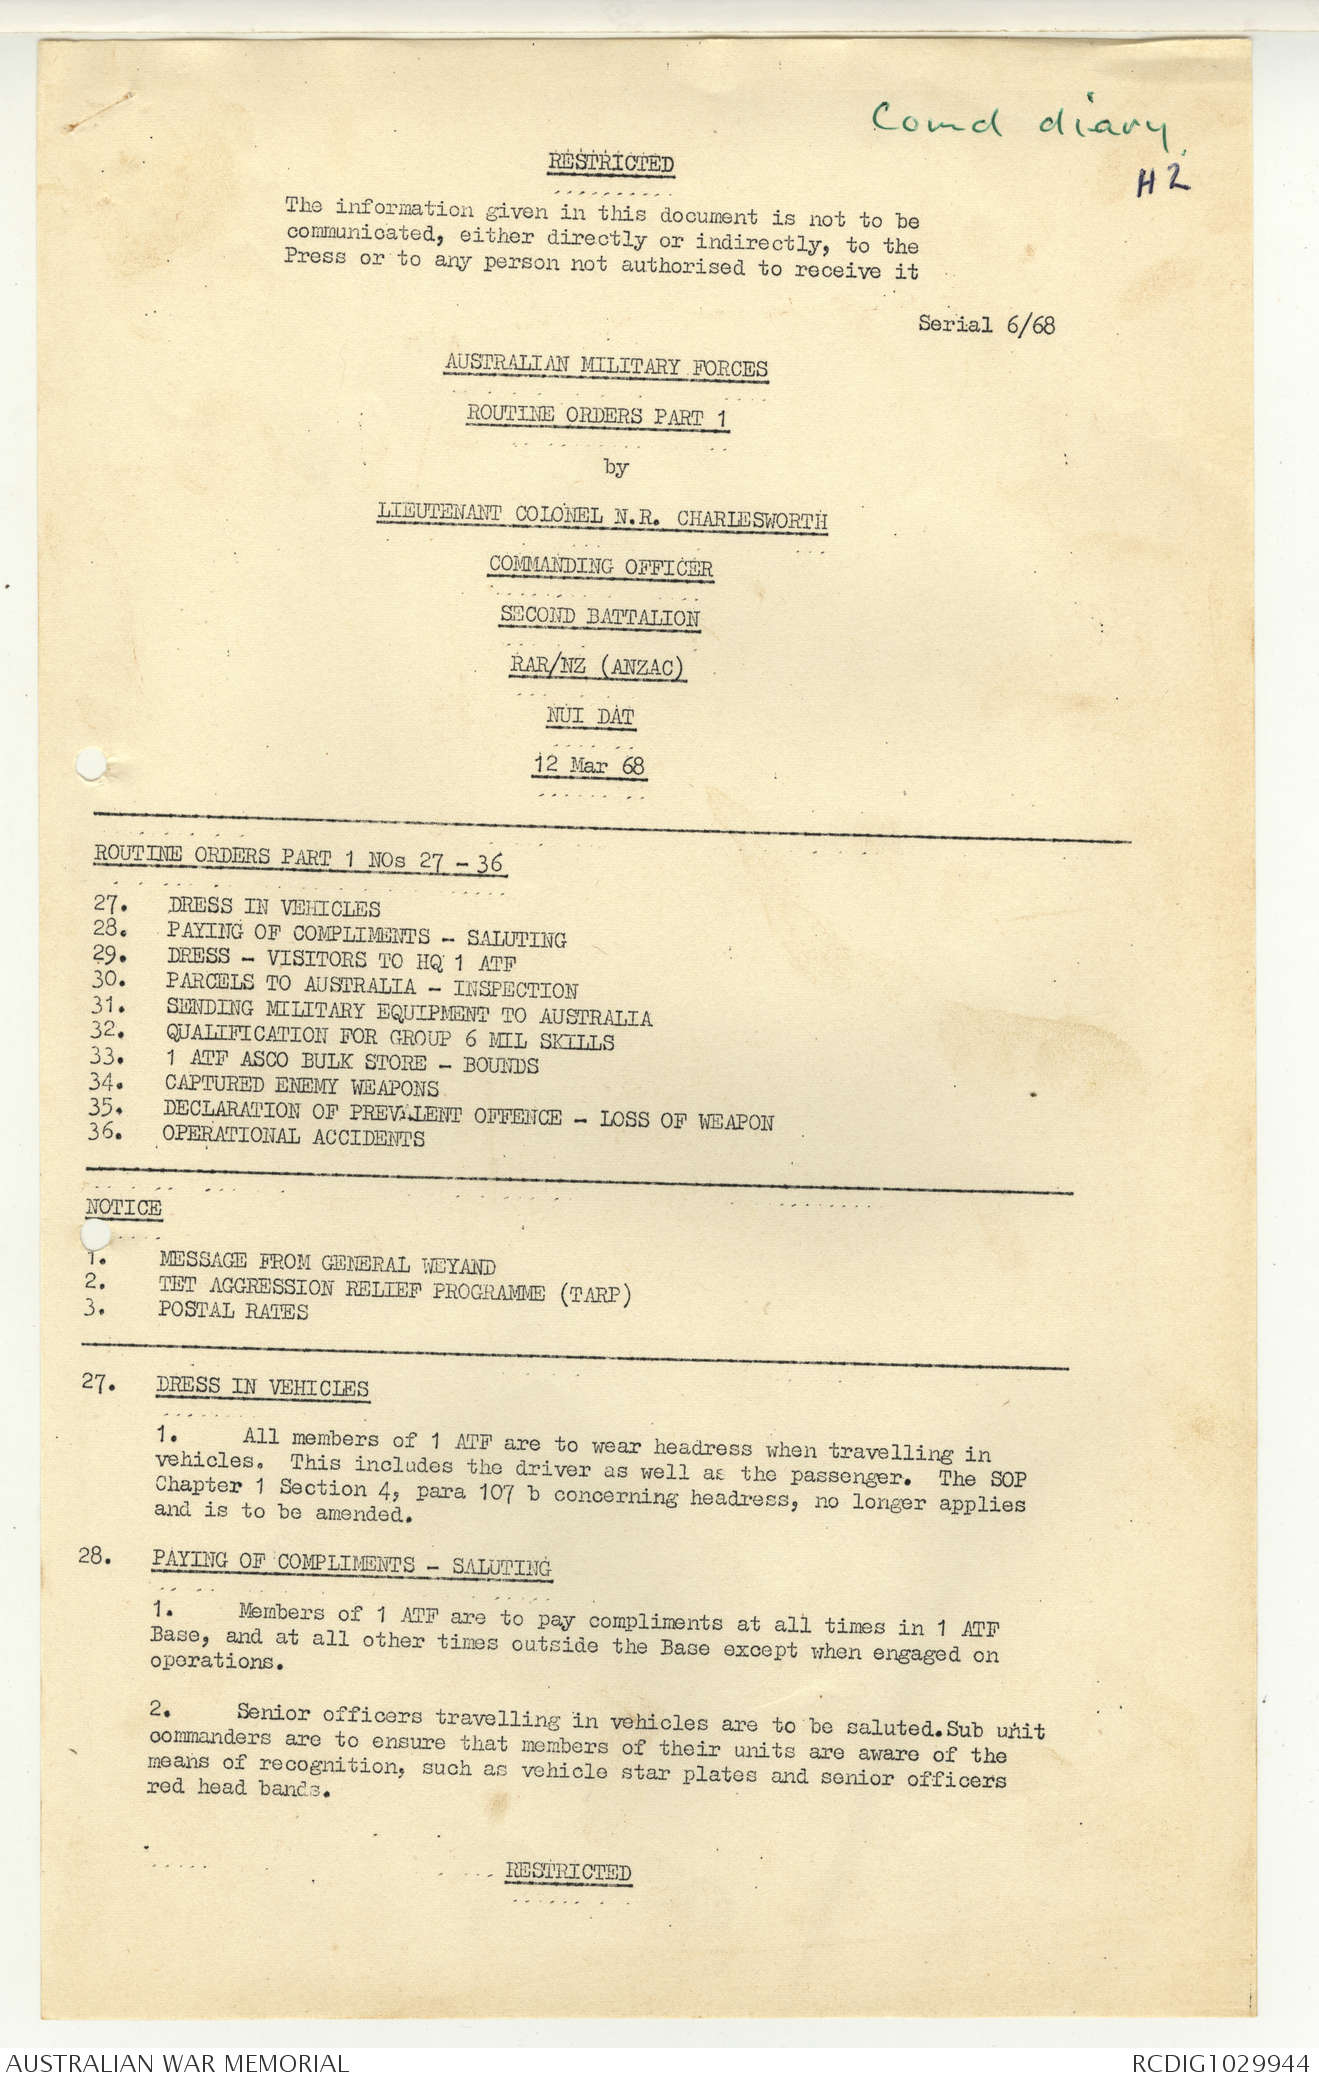 Comd diary
H2
RESTRICTED
The information given in this document is not to be
communicated, either directly or indirectly, to the
Press or to any person not authorised to receive it
Serial 6/68
AUSTRALIAN MILITARY FORCES
ROUTINE ORDERS PART 1
by
LIEUTENANT COLONEL N.R. CHARLESWORTH
COMMANDING OFFICER
SECOND BATTALION
RAR/NZ (ANZAC)
NUI DAT
12 Mar 68
ROUTINE ORDERS PART 1 NOs 27 - 36
27. DRESS IN VEHICLES
28. PAYING OF COMPLIMENTS - SALUTING
29. DRESS - VISITORS TO HQ 1 ATF
30. PARCELS TO AUSTRALIA - INSPECTION
31. SENDING MILITARY EQUIPMENT TO AUSTRALIA
32. QUALIFICATION FOR GROUP 6 MIL SKILLS
33. 1 ATF ASCO BULK STORE - BOUNDS
34. CAPTURED ENEMY WEAPONS
35. DECLARATION OF PREVALENT OFFENCE - LOSS OF WEAPON
36. OPERATIONAL ACCIDENTS
NOTICE
1. MESSAGE FROM GENERAL WEYAND
2. TET AGGRESSION RELIEF PROGRAMME (TARP)
3. POSTAL RATES
27. DRESS IN VEHICLES
1. All members of 1 ATF are to wear headress when travelling in
vehicles. This includes the driver as well as the passenger. The SOP
Chapter 1 Section 4, para 107 b concerning headress, no longer applies
and is to be amended.
28. PAYING OF COMPLIMENTS - SALUTING
1. Members of 1 ATF are to pay compliments at all times in 1 ATF
Base, and at all other times outside the Base except when engaged on
operations.
2. Senior officers travelling in vehicles are to be saluted.Sub unit
commanders are to ensure that members of their units are aware of the
means of recognition, such as vehicle star plates and senior officers
red head bands.
RESTRICTED
AUSTRALIAN WAR MEMORIAL
RCDIG1029944